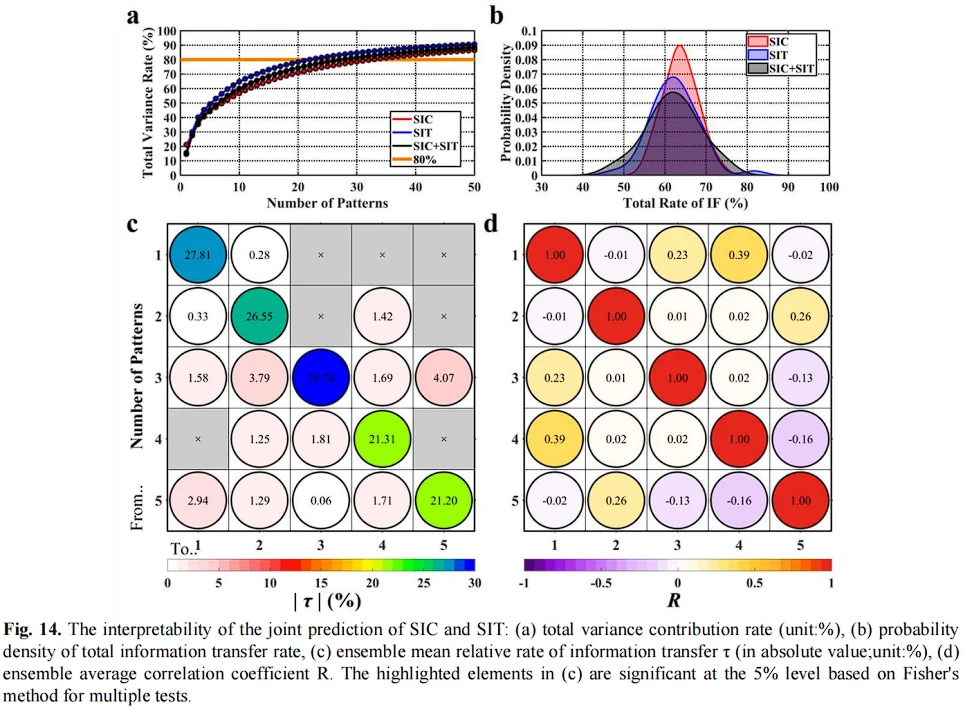 a
Total Variance Rate (%)
100
90
80
70
60
50
40
30
20
10
0
0 10 20 30 40 50
Number of Patterns
SIC
SIT
SIC+SIT
80%
b
Probability Density
0.1
0.09
0.08
0.07
0.06
0.05
0.04
0.03
0.02
0.01
0
30 40 50 60 70 80 90 100
Total Rate of IF (%)
SIC
SIT
SIC+SIT
c
Number of Patterns
From..
1 27.81 0.28 × × ×
2 0.33 26.55 × 1.42 ×
3 1.58 3.79 1.69 4.07
4 × 1.25 1.81 21.31 ×
5 2.94 1.29 0.06 1.71 21.20
To.. 1 2 3 4 5
0 5 10 15 20 25 30
| τ | (%)
d
1 1.00 -0.01 0.23 0.39 -0.02
2 -0.01 1.00 0.01 0.02 0.26
3 0.23 0.01 1.00 0.02 -0.13
4 0.39 0.02 0.02 1.00 -0.16
5 -0.02 0.26 -0.13 -0.16 1.00
1 2 3 4 5
-1 -0.5 0 0.5 1
R
Fig. 14. The interpretability of the joint prediction of SIC and SIT: (a) total variance contribution rate (unit:%), (b) probability
density of total information transfer rate, (c) ensemble mean relative rate of information transfer τ (in absolute value;unit:%), (d)
ensemble average correlation coefficient R. The highlighted elements in (c) are significant at the 5% level based on Fisher's
method for multiple tests.